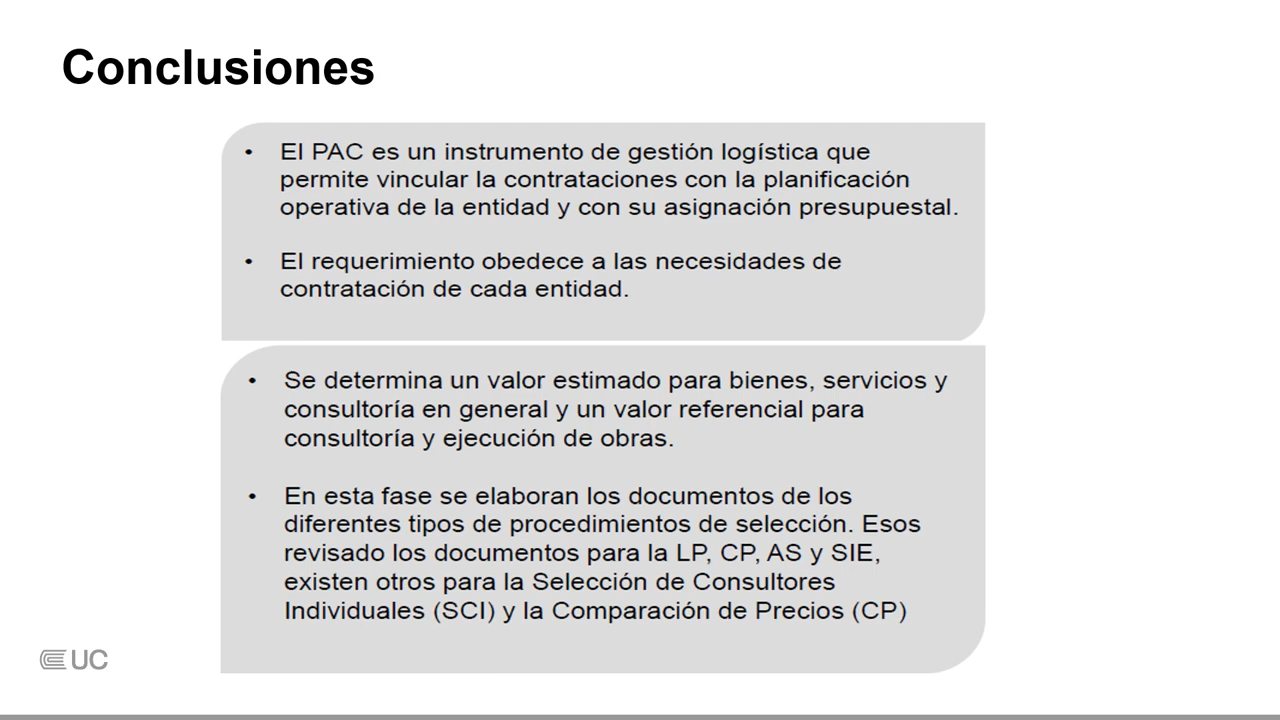 Conclusiones
• El PAC es un instrumento de gestión logística que
permite vincular la contrataciones con la planificación
operativa de la entidad y con su asignación presupuestal.
• El requerimiento obedece a las necesidades de
contratación de cada entidad.
• Se determina un valor estimado para bienes, servicios y
consultoría en general y un valor referencial para
consultoría y ejecución de obras.
• En esta fase se elaboran los documentos de los
diferentes tipos de procedimientos de selección. Esos
revisado los documentos para la LP, CP, AS y SIE,
existen otros para la Selección de Consultores
Individuales (SCI) y la Comparación de Precios (CP)
UC